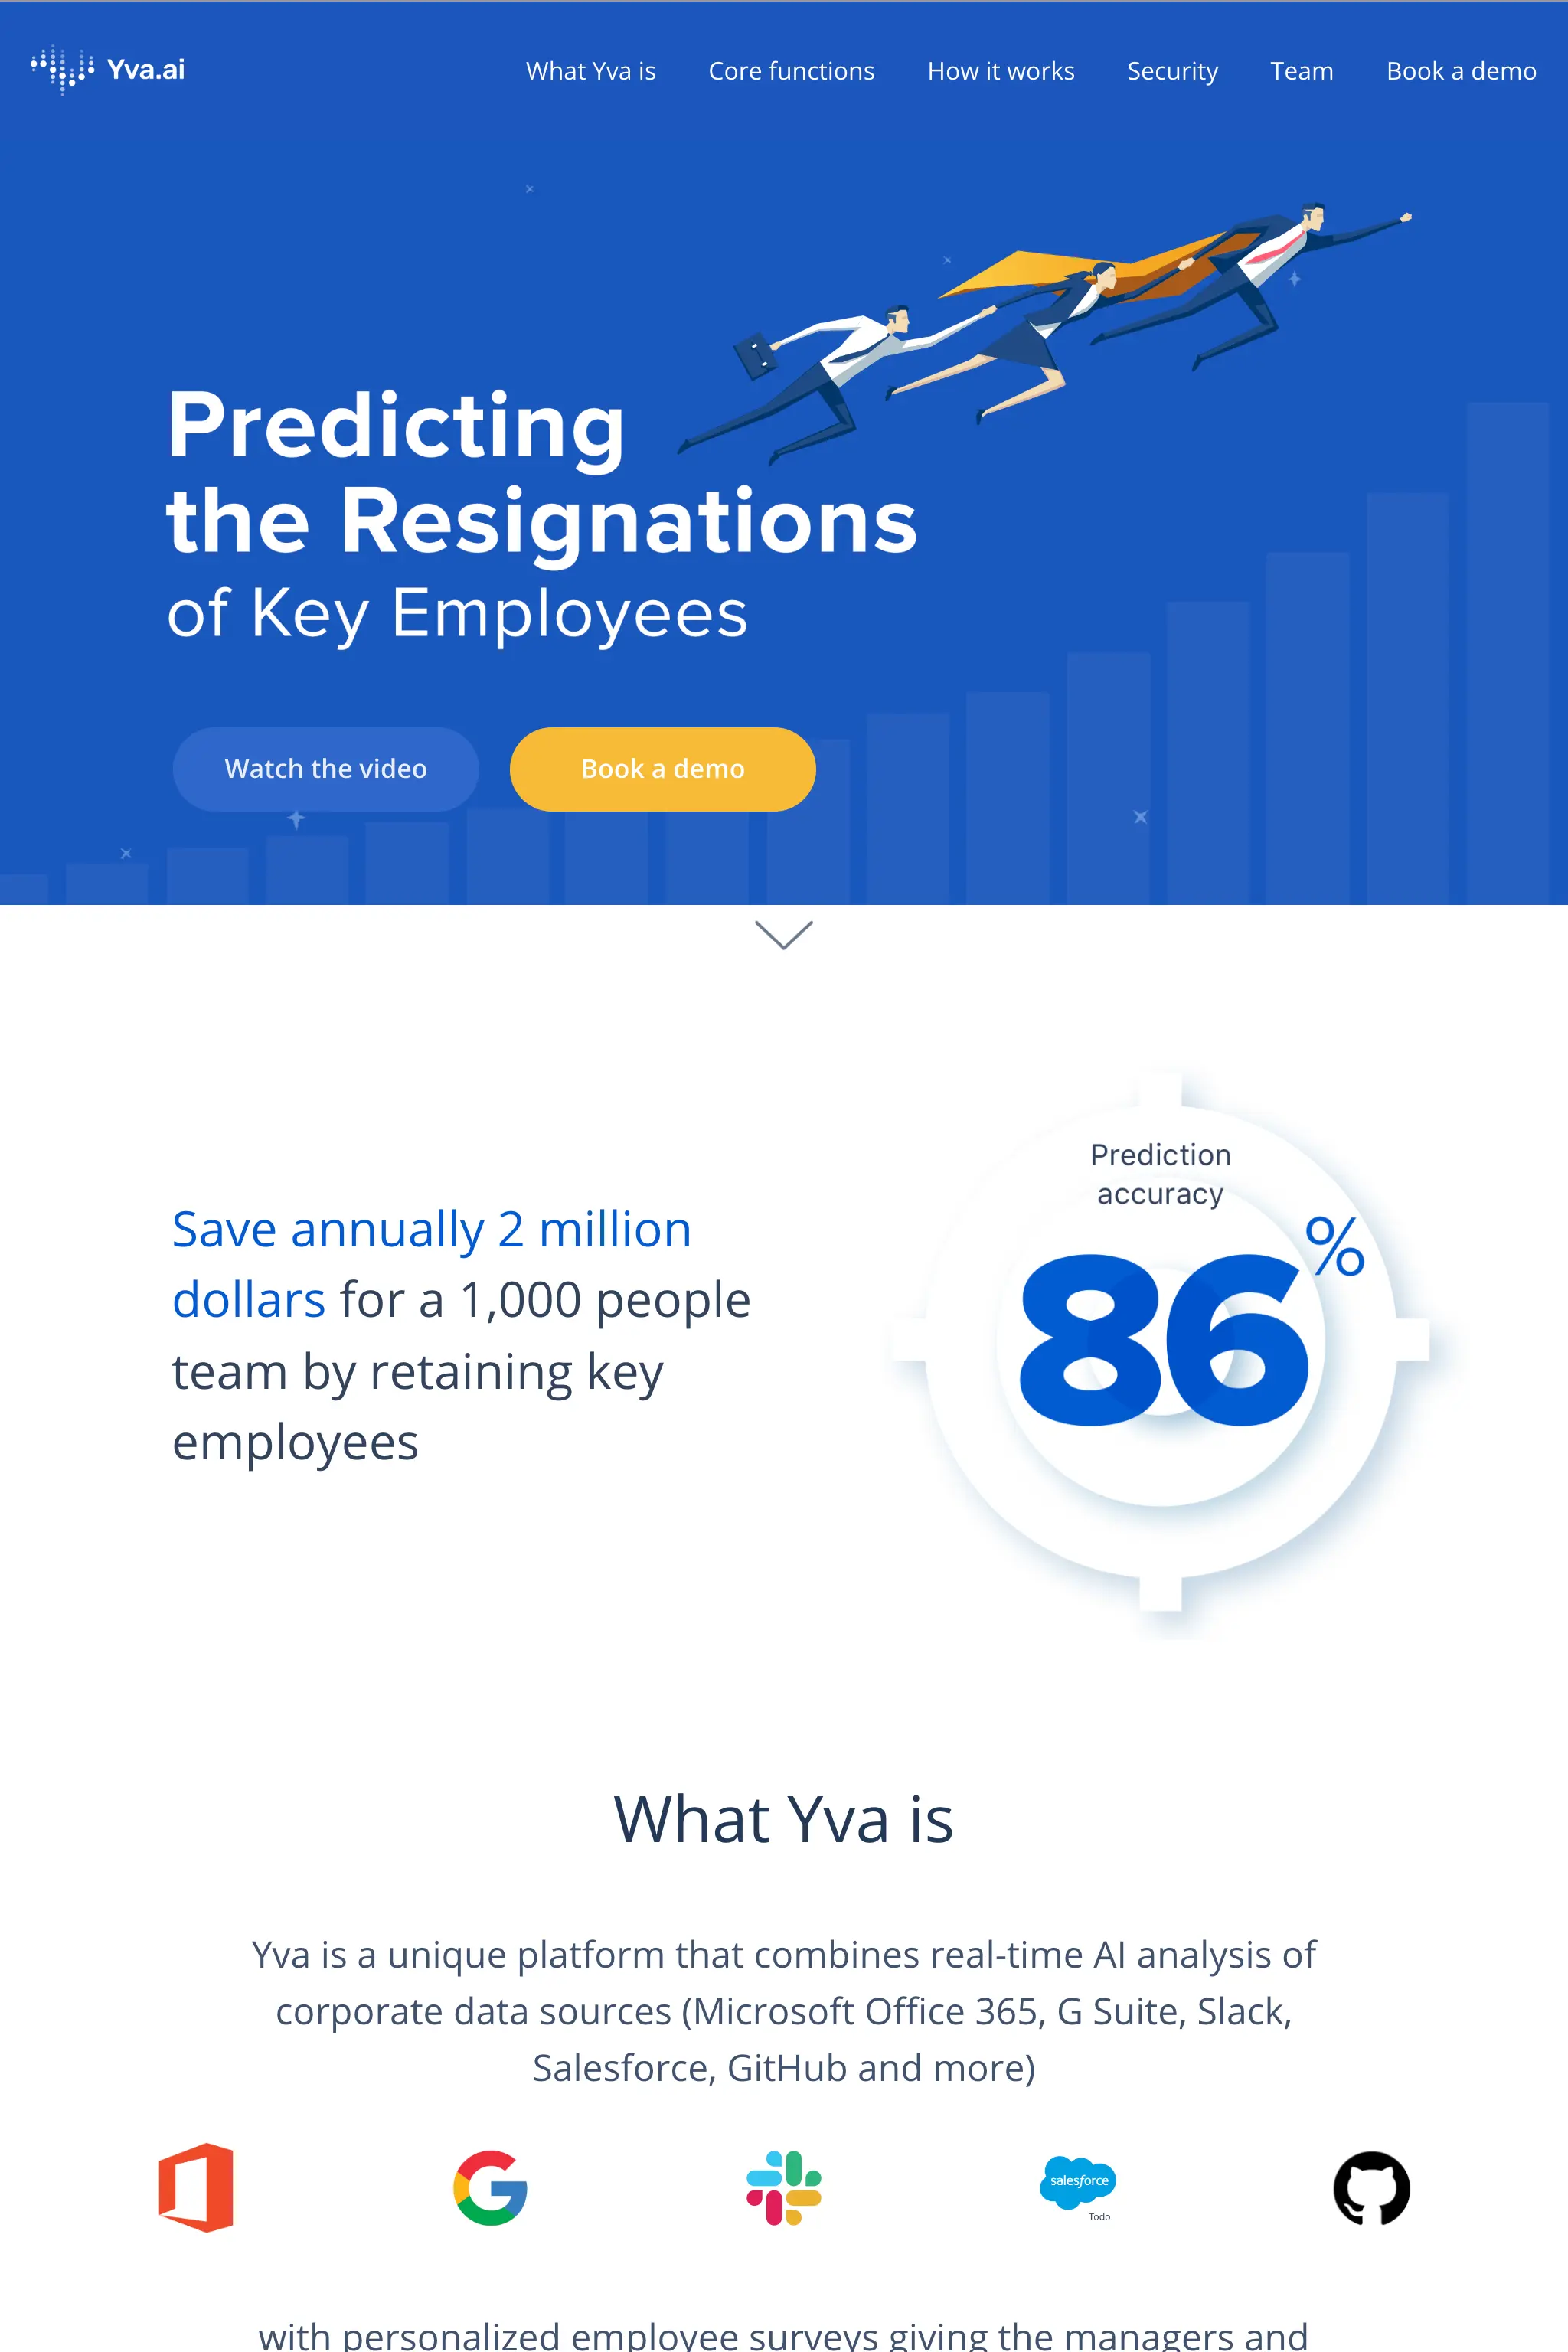 Yva.ai
What Yva is
Core functions
How it works
Security
Team
Book a demo
Predicting
the Resignations
of Key Employees
Watch the video
Book a demo
Save annually 2 million
dollars for a 1,000 people
team by retaining key
employees
Prediction
accuracy
86%
What Yva is
Yva is a unique platform that combines real-time AI analysis of
corporate data sources (Microsoft Office 365, G Suite, Slack,
Salesforce, GitHub and more)
salesforce
Todo
with personalized employee surveys giving the managers and